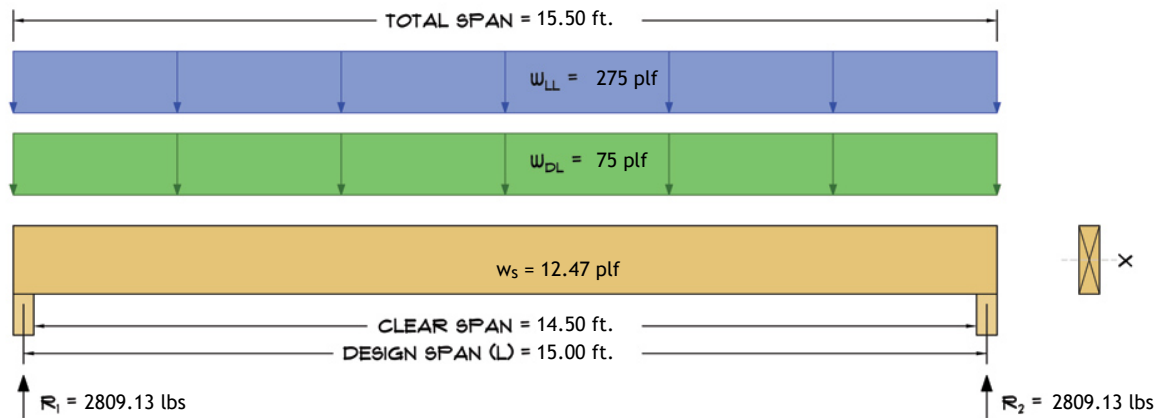 TOTAL SPAN = 15.50 ft.
WLL = 275 plf
WDL = 75 plf
ws = 12.47 plf
X
CLEAR SPAN = 14.50 ft.
DESIGN SPAN (L) = 15.00 ft.
R1 = 2809.13 lbs
R2 = 2809.13 lbs